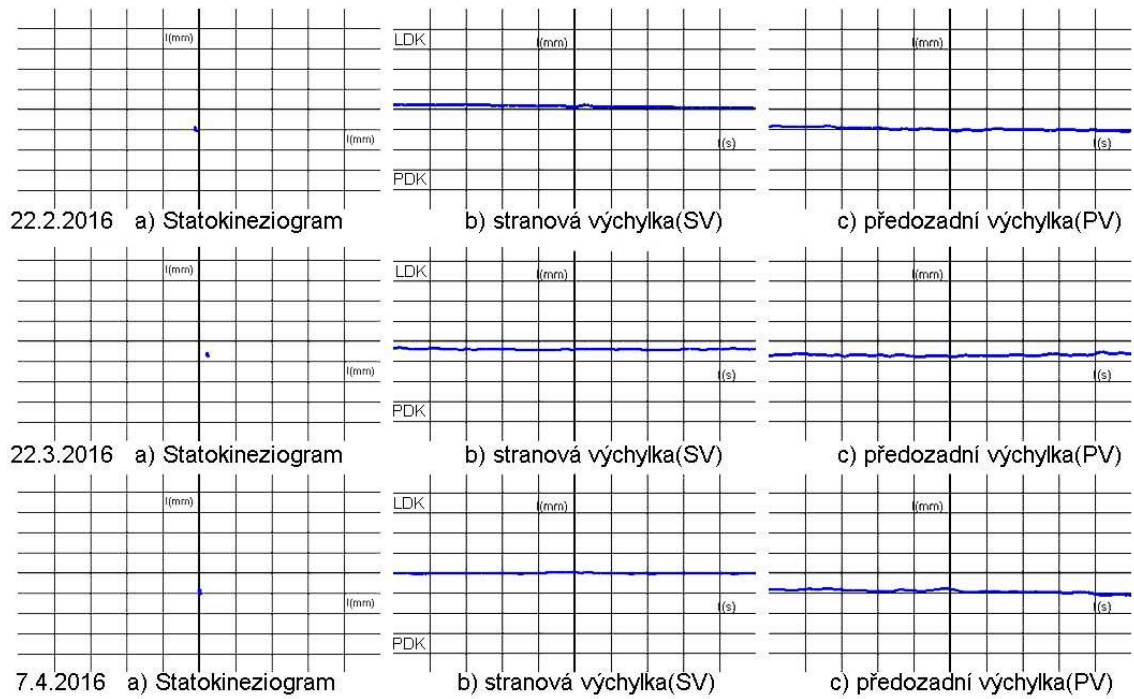 l(mm)
l(mm)
LDK
l(mm)
l(s)
PDK
l(mm)
l(s)
22.2.2016 a) Statokineziogram b) stranová výchylka(SV) c) předozadní výchylka(PV)
l(mm)
l(mm)
LDK
l(mm)
l(s)
PDK
l(mm)
l(s)
22.3.2016 a) Statokineziogram b) stranová výchylka(SV) c) předozadní výchylka(PV)
l(mm)
l(mm)
LDK
l(mm)
l(s)
PDK
l(mm)
l(s)
7.4.2016 a) Statokineziogram b) stranová výchylka(SV) c) předozadní výchylka(PV)